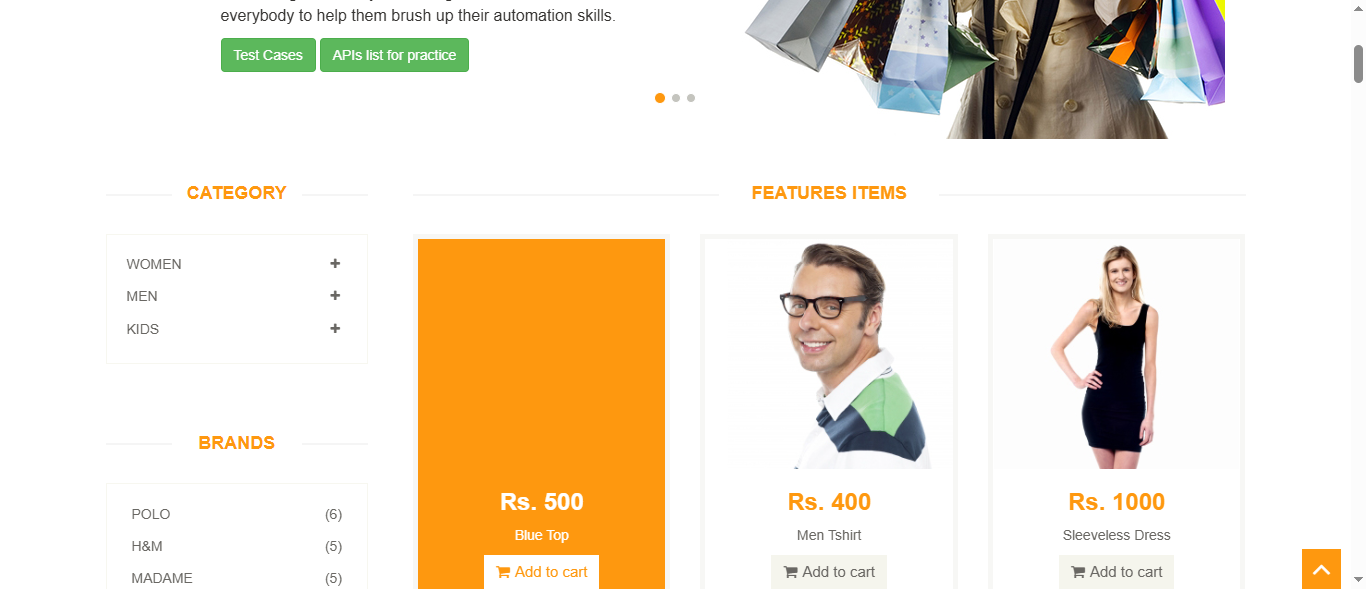 everybody to help them brush up their automation skills.
Test Cases
APIs list for practice
CATEGORY
WOMEN
MEN
KIDS
BRANDS
POLO (6)
H&M (5)
MADAME (5)
FEATURES ITEMS
Rs. 500
Blue Top
Add to cart
Rs. 400
Men Tshirt
Add to cart
Rs. 1000
Sleeveless Dress
Add to cart